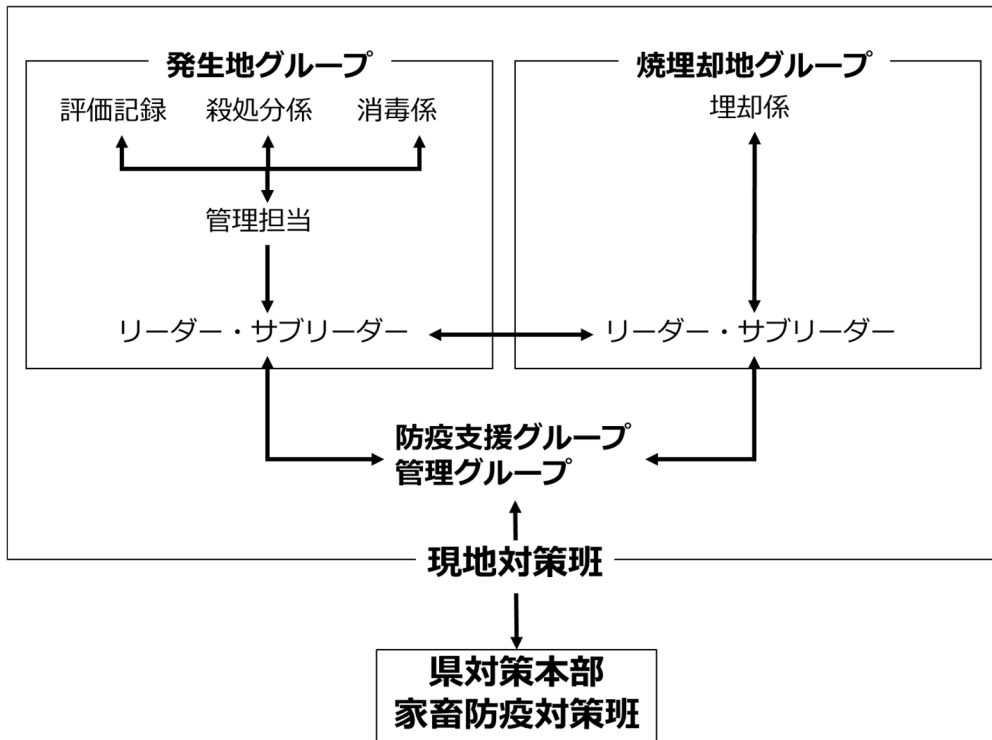 発生地グループ
評価記録
殺処分係
消毒係
管理担当
リーダー・サブリーダー
焼埋却地グループ
埋却係
リーダー・サブリーダー
防疫支援グループ
管理グループ
現地対策班
県対策本部
家畜防疫対策班